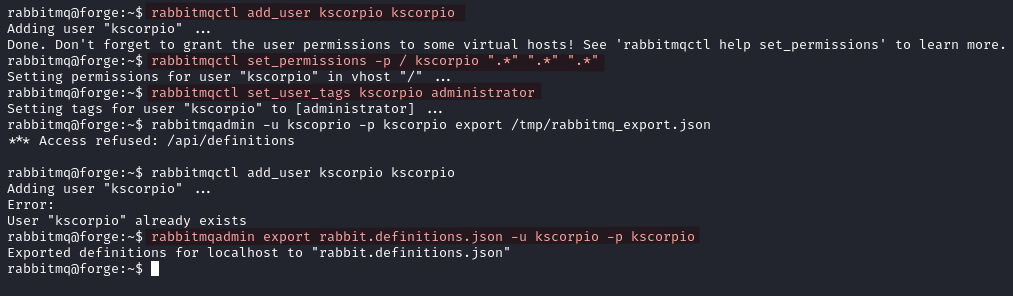 rabbitmq@forge:~$ rabbitmqctl add_user kscorpio kscorpio
Adding user "kscorpio" ...
Done. Don't forget to grant the user permissions to some virtual hosts! See 'rabbitmqctl help set_permissions' to learn more.
rabbitmq@forge:~$ rabbitmqctl set_permissions -p / kscorpio ".*" ".*" ".*"
Setting permissions for user "kscorpio" in vhost "/" ...
rabbitmq@forge:~$ rabbitmqctl set_user_tags kscorpio administrator
Setting tags for user "kscorpio" to [administrator] ...
rabbitmq@forge:~$ rabbitmqadmin -u kscoprio -p kscorpio export /tmp/rabbitmq_export.json
*** Access refused: /api/definitions
rabbitmq@forge:~$ rabbitmqctl add_user kscorpio kscorpio
Adding user "kscorpio" ...
Error:
User "kscorpio" already exists
rabbitmq@forge:~$ rabbitmqadmin export rabbit.definitions.json -u kscorpio -p kscorpio
Exported definitions for localhost to "rabbit.definitions.json"
rabbitmq@forge:~$